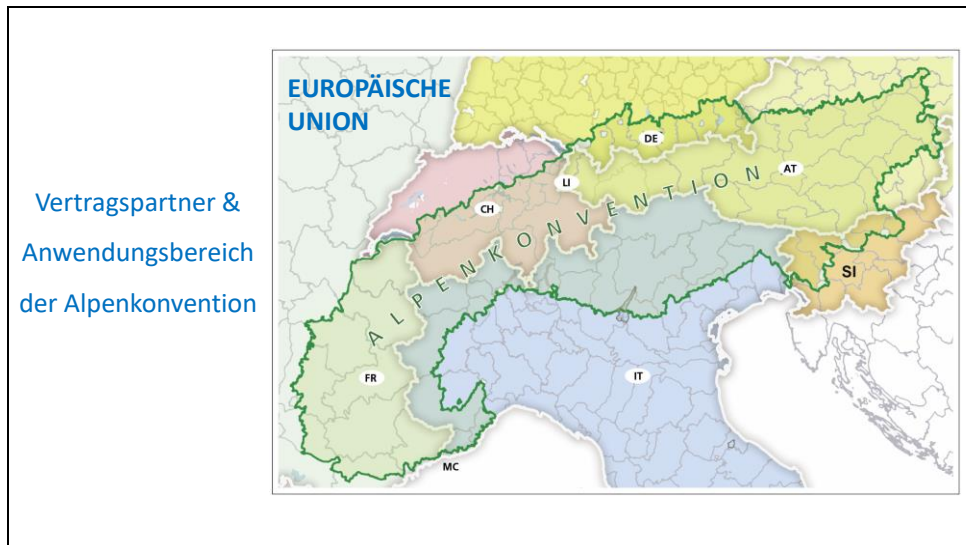 EUROPÄISCHE
UNION
Vertragspartner &
Anwendungsbereich
der Alpenkonvention
DE
AT
LI
CH
ALPENKONVENTION
SI
FR
IT
MC